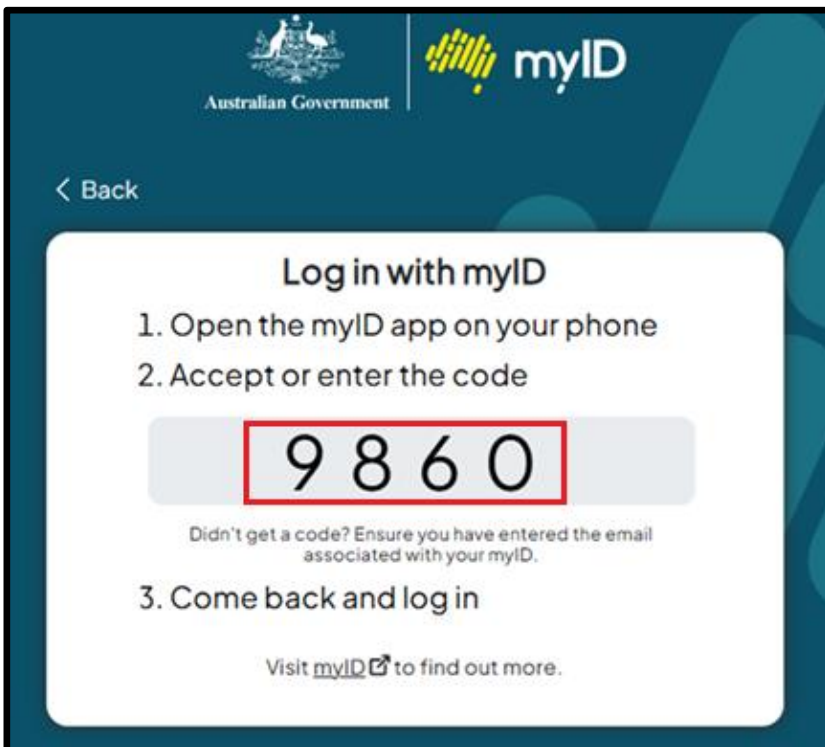 Australian Government
myID
< Back
Log in with myID
1. Open the myID app on your phone
2. Accept or enter the code
9860
Didn't get a code? Ensure you have entered the email
associated with your myID.
3. Come back and log in
Visit myID to find out more.